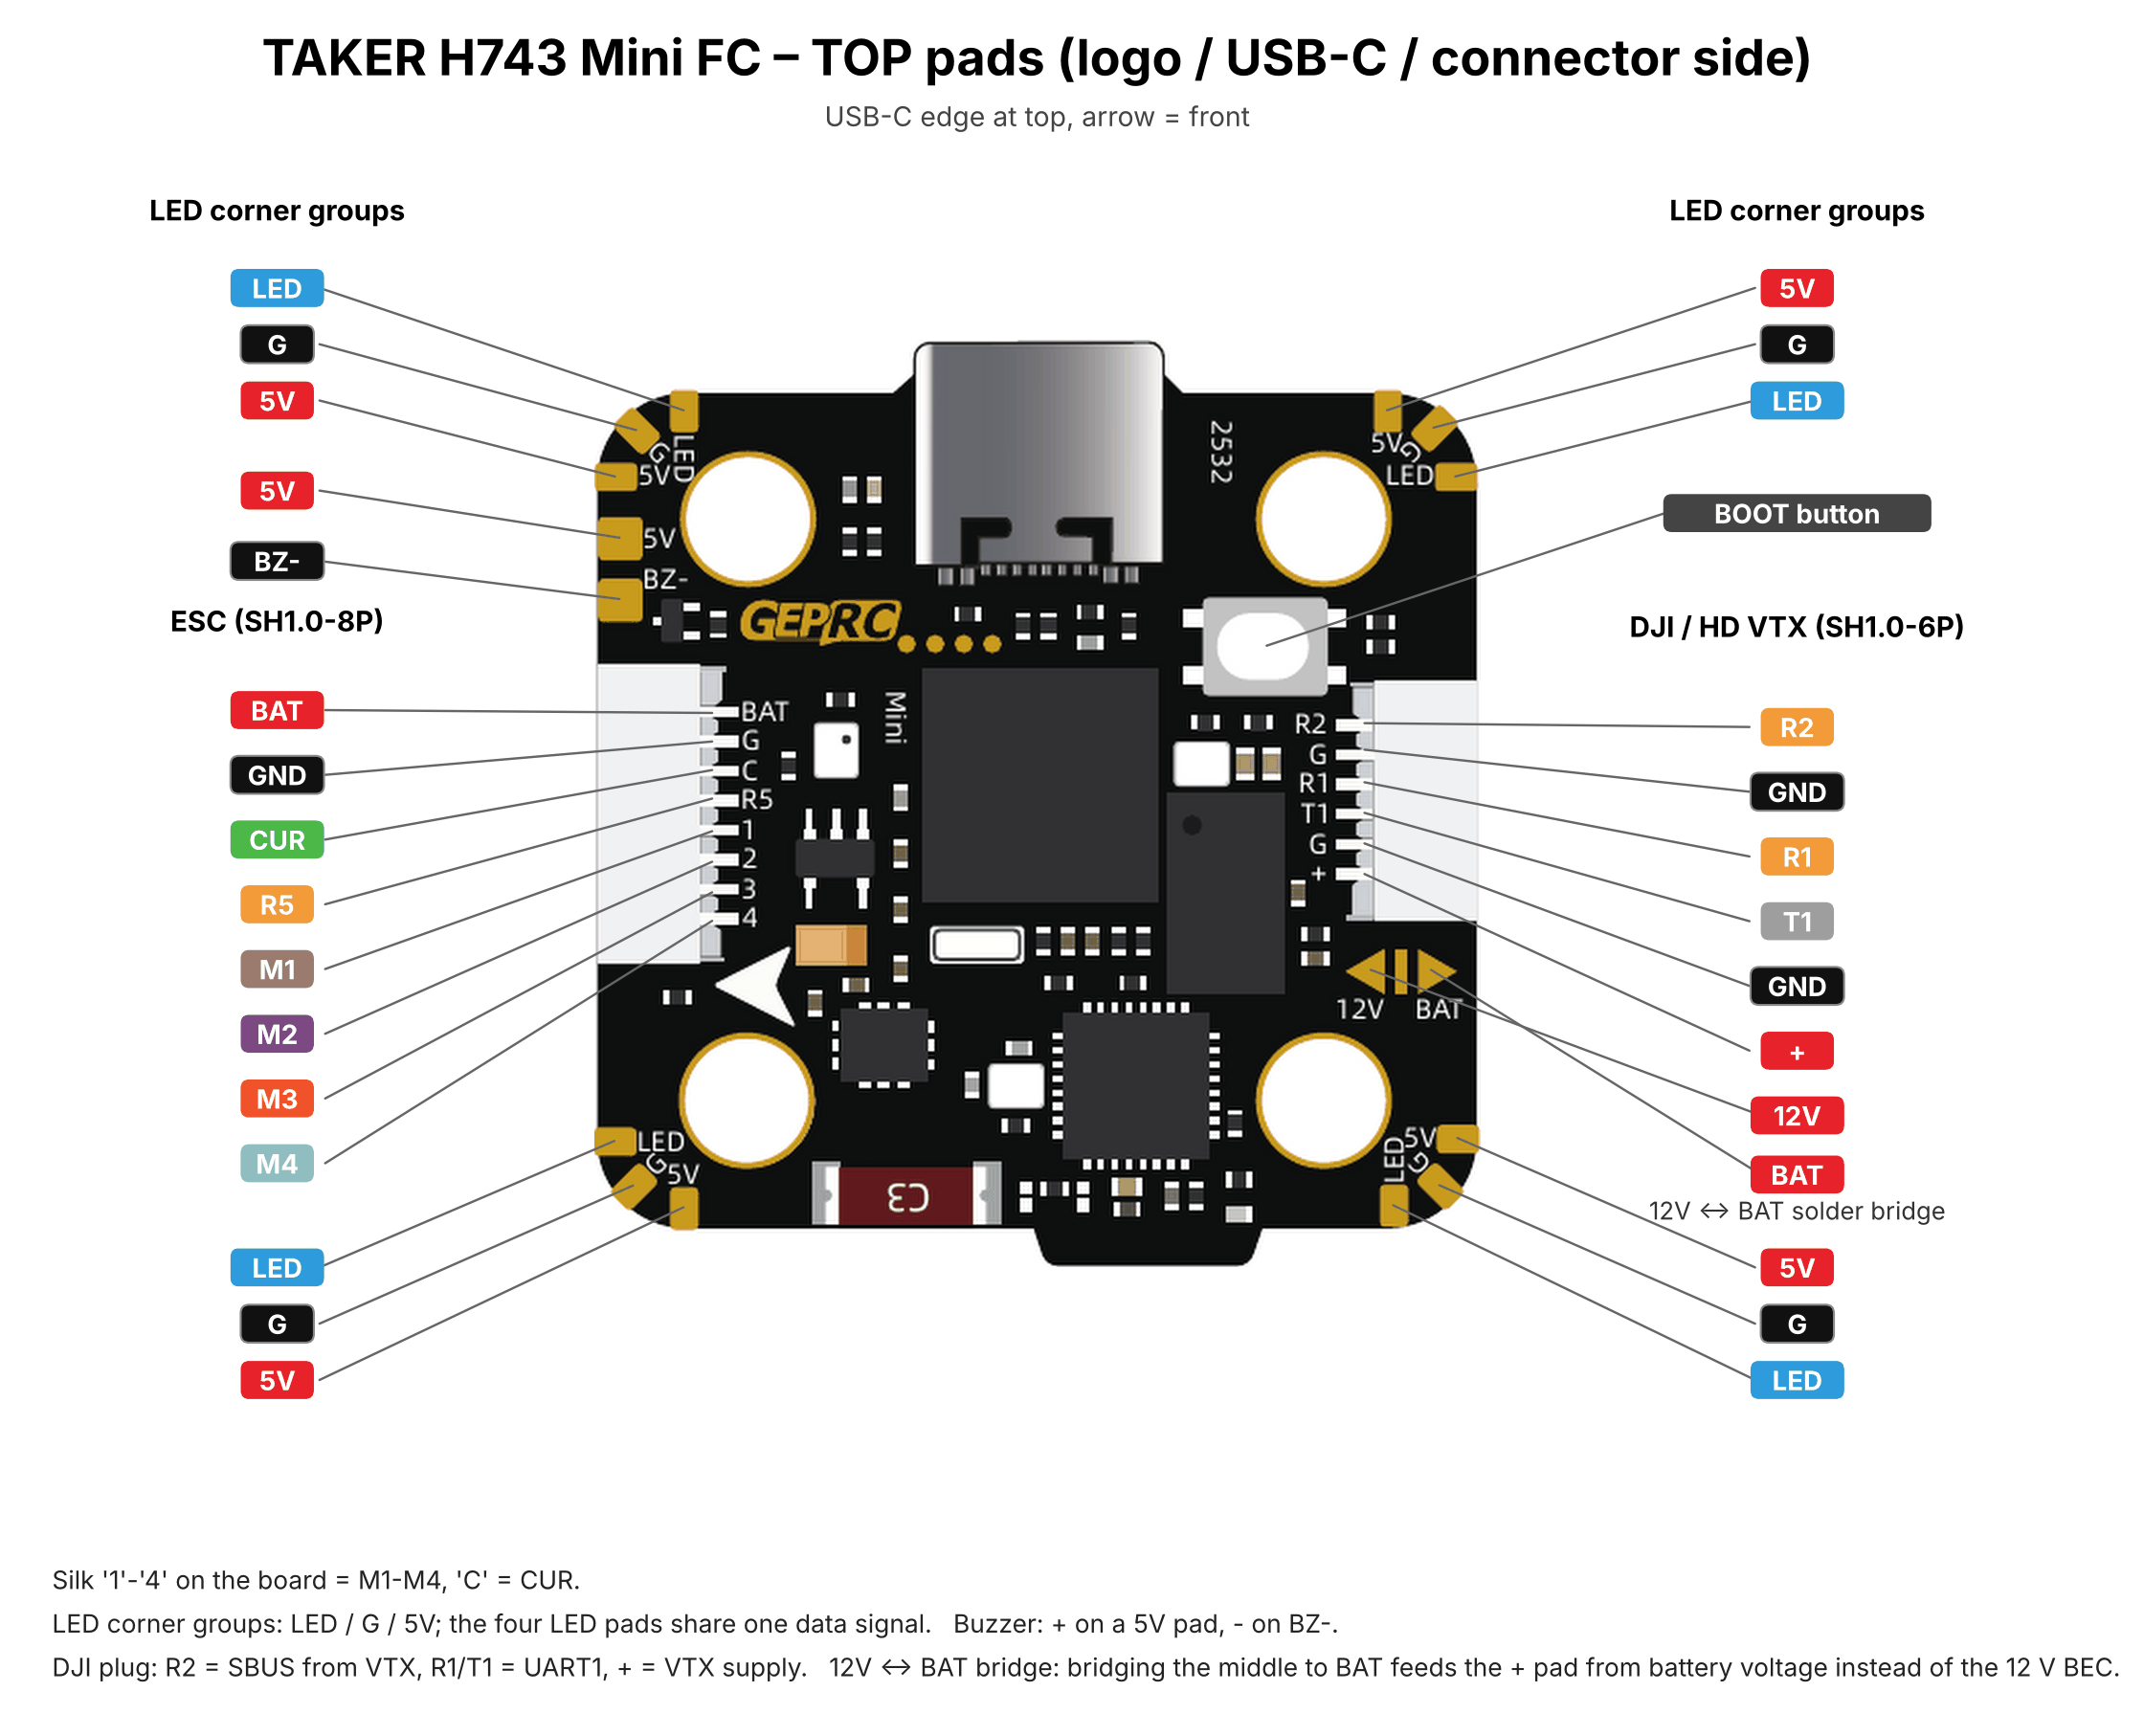 TAKER H743 Mini FC – TOP pads (logo / USB-C / connector side)
USB-C edge at top, arrow = front
LED corner groups
LED
G
5V
5V
BZ-
ESC (SH1.0-8P)
BAT
GND
CUR
R5
M1
M2
M3
M4
LED
G
5V
LED
G
5V
5V
BZ-
GEPRC
Mini
BAT
G
C
R5
1
2
3
4
LED
G
5V
C3
2532
5V
G
LED
R2
G
R1
T1
G
+
12V
BAT
5V
G
LED
LED corner groups
5V
G
LED
BOOT button
DJI / HD VTX (SH1.0-6P)
R2
GND
R1
T1
GND
+
12V
BAT
12V ↔ BAT solder bridge
5V
G
LED
Silk '1'-'4' on the board = M1-M4, 'C' = CUR.
LED corner groups: LED / G / 5V; the four LED pads share one data signal. Buzzer: + on a 5V pad, - on BZ-.
DJI plug: R2 = SBUS from VTX, R1/T1 = UART1, + = VTX supply. 12V ↔ BAT bridge: bridging the middle to BAT feeds the + pad from battery voltage instead of the 12 V BEC.